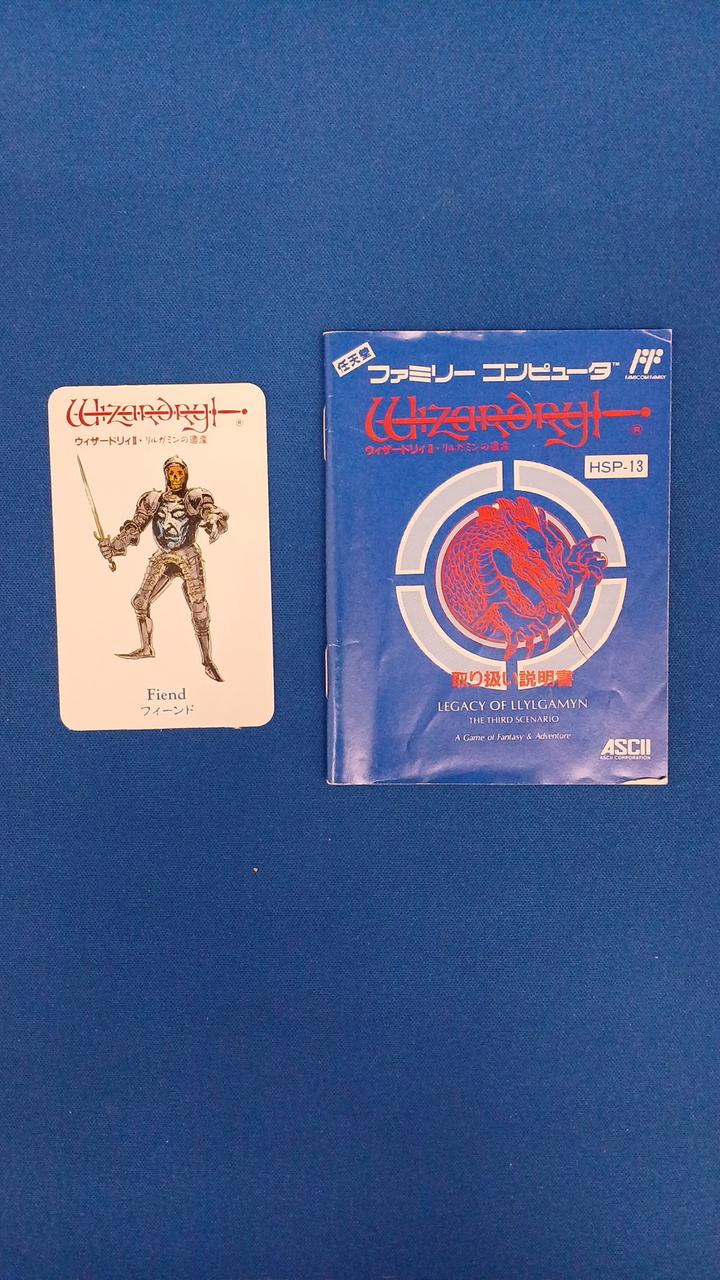 Wizardry
®
ウィザードリィII・リルガミンの遺産
Fiend
フィーンド
任天堂
ファミリー コンピュータ™
FAMICOM FAMILY
Wizardry
®
ウィザードリィII・リルガミンの遺産
HSP-13
取り扱い説明書
LEGACY OF LLYLGAMYN
THE THIRD SCENARIO
A Game of Fantasy & Adventure
ASCII
ASCII CORPORATION